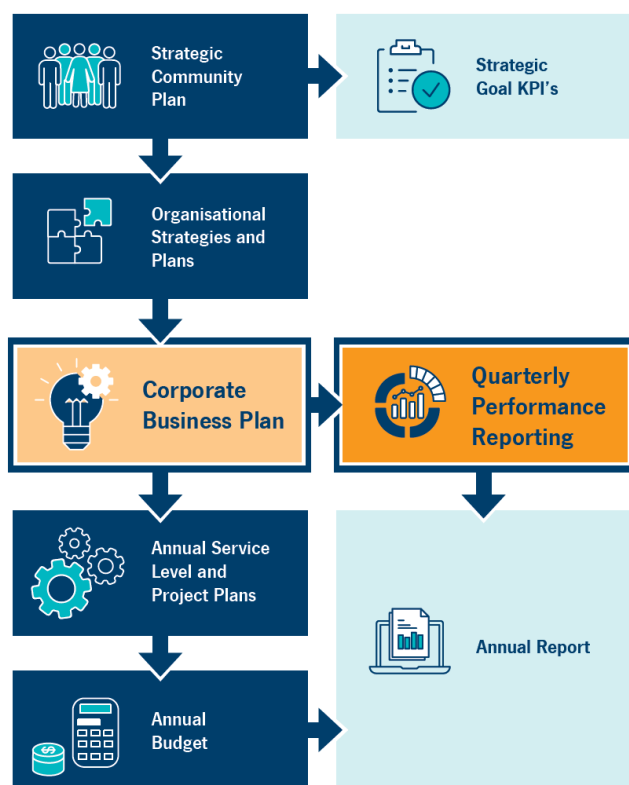 Strategic
Community
Plan
Strategic
Goal KPI's
Organisational
Strategies and
Plans
Corporate
Business Plan
Quarterly
Performance
Reporting
Annual Service
Level and
Project Plans
Annual Report
Annual
Budget
$